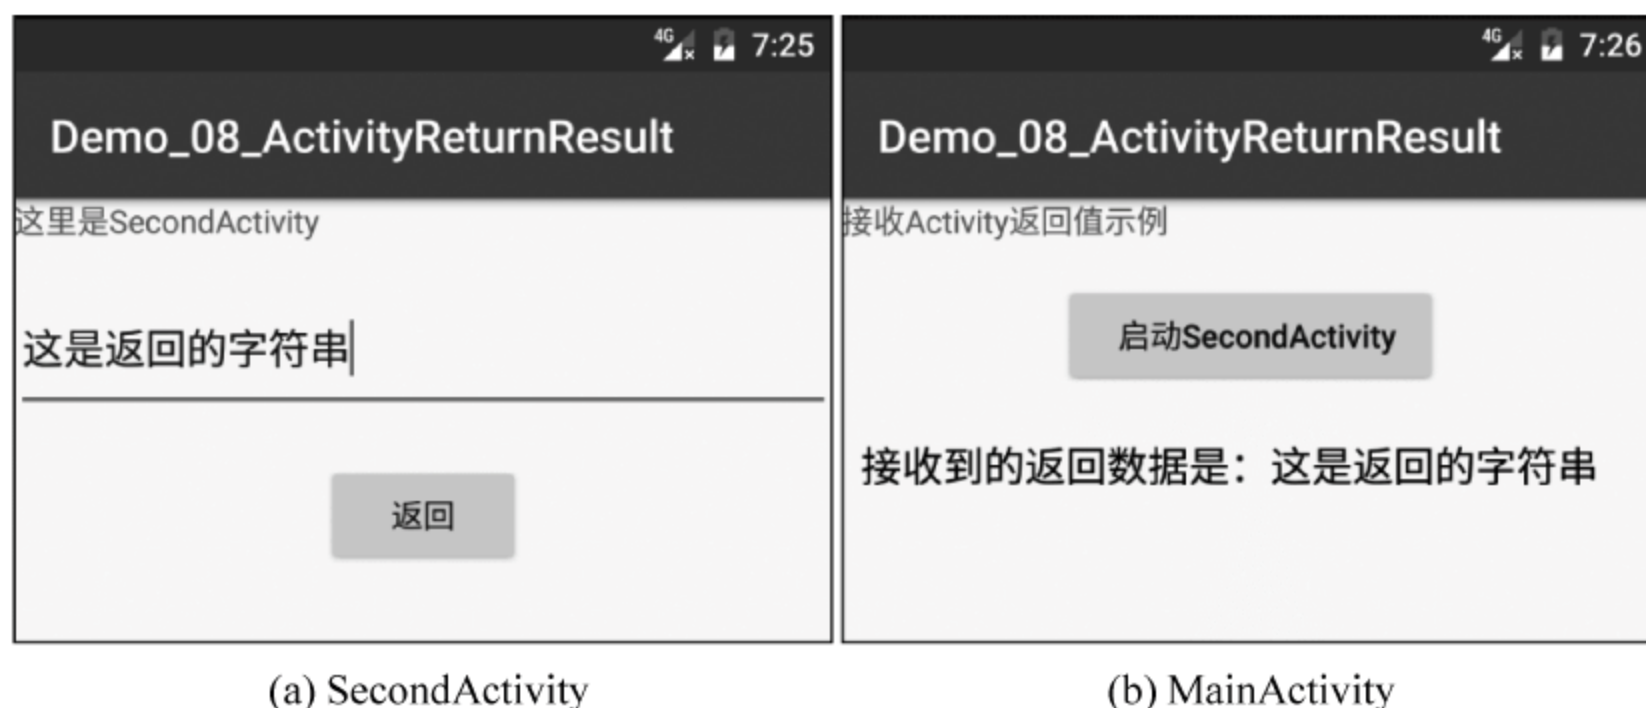 4G 7:25
Demo_08_ActivityReturnResult
这里是SecondActivity
这是返回的字符串
返回
(a) SecondActivity
4G 7:26
Demo_08_ActivityReturnResult
接收Activity返回值示例
启动SecondActivity
接收到的返回数据是：这是返回的字符串
(b) MainActivity